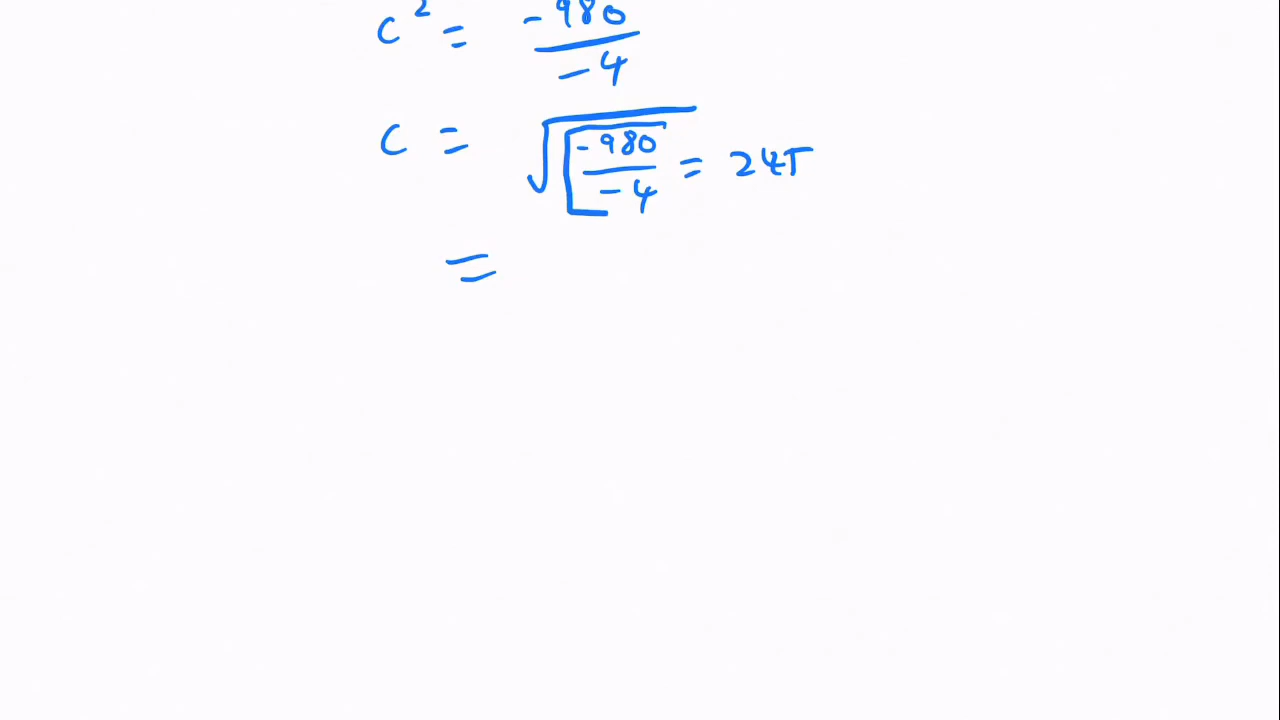 c² = -980/-4
c = √[-980/-4 = 245
=